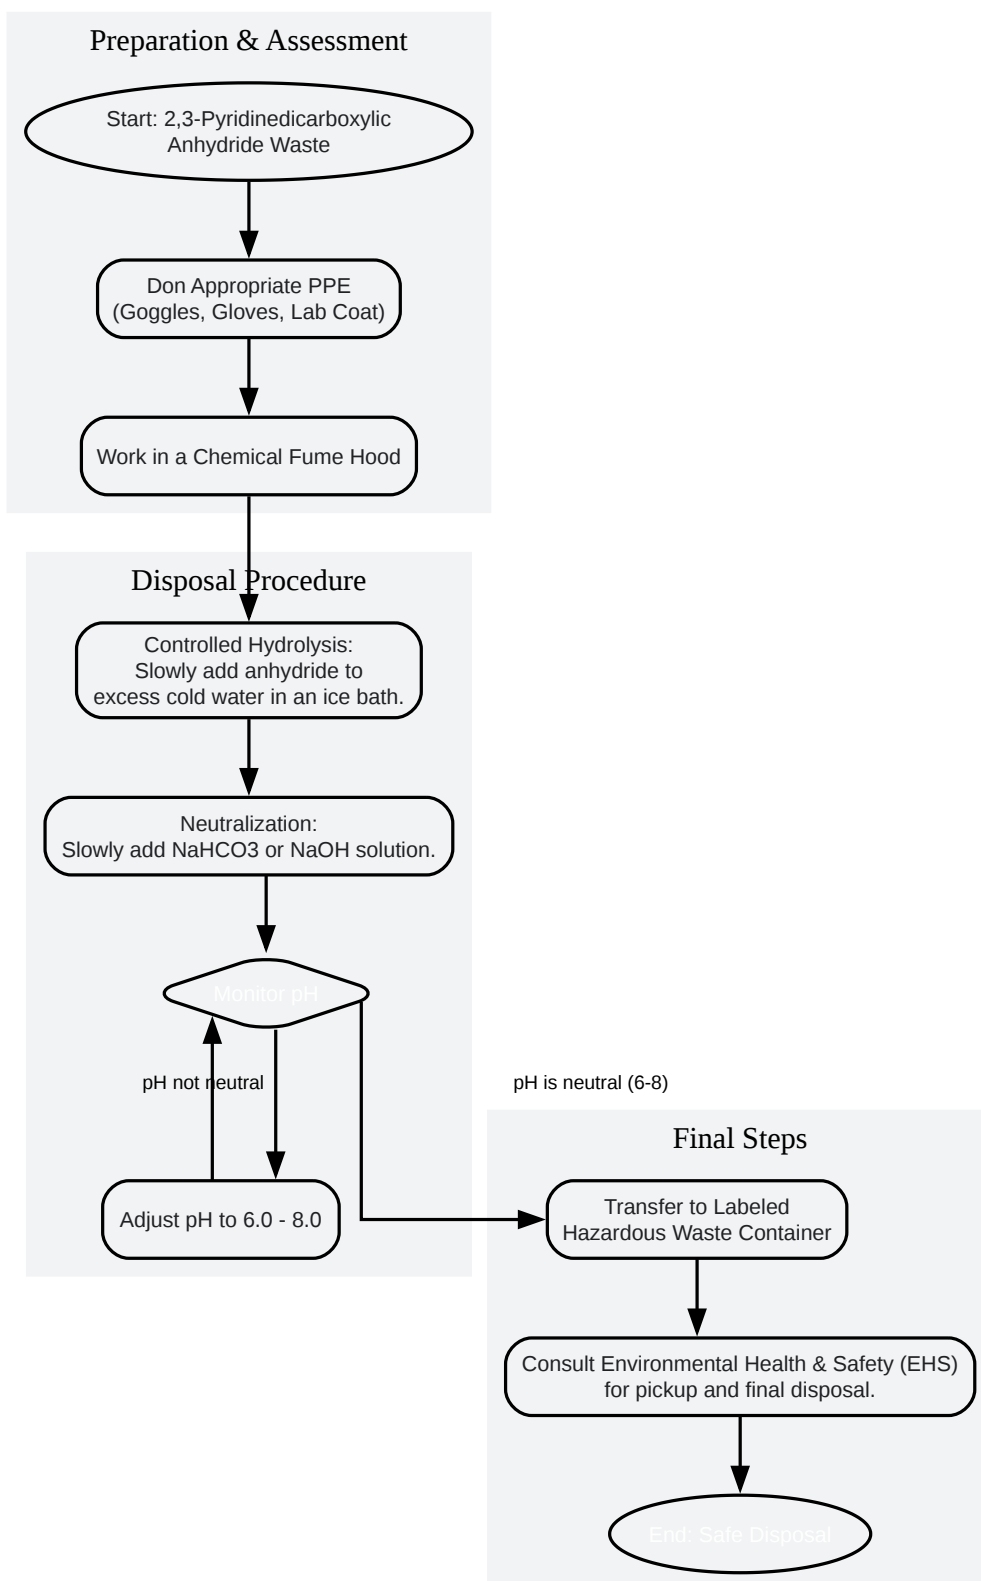 Preparation & Assessment
Start: 2,3-Pyridinedicarboxylic
Anhydride Waste
Don Appropriate PPE
(Goggles, Gloves, Lab Coat)
Work in a Chemical Fume Hood
Disposal Procedure
Controlled Hydrolysis:
Slowly add anhydride to
excess cold water in an ice bath.
Neutralization:
Slowly add NaHCO3 or NaOH solution.
Monitor pH
pH not neutral
pH is neutral (6-8)
Adjust pH to 6.0 - 8.0
Final Steps
Transfer to Labeled
Hazardous Waste Container
Consult Environmental Health & Safety (EHS)
for pickup and final disposal.
End: Safe Disposal